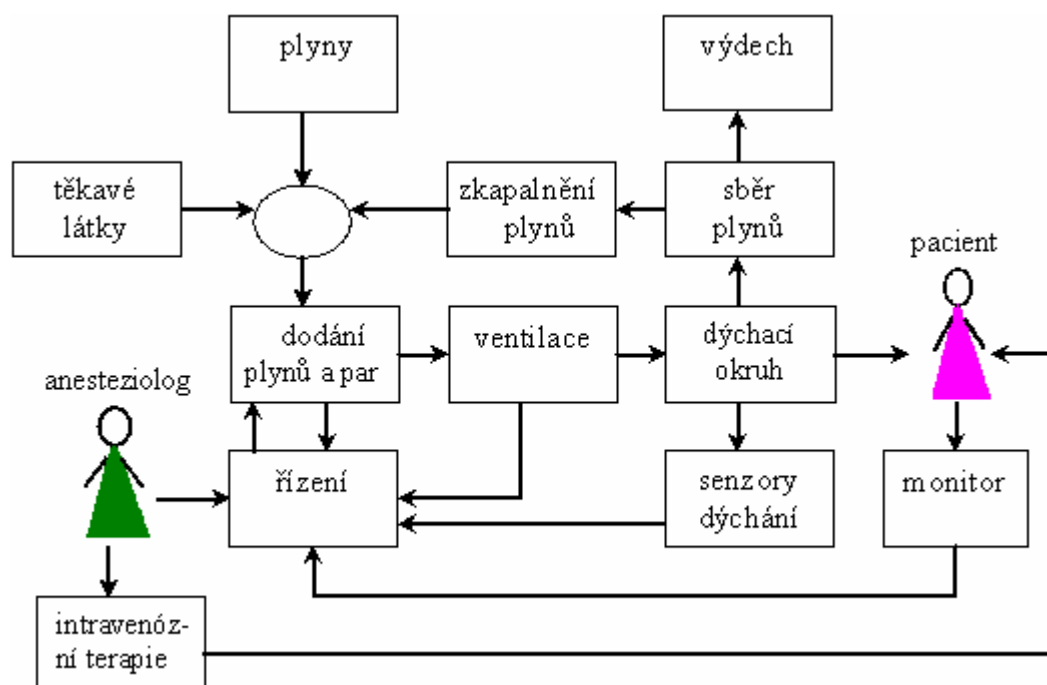 plyny
výdech
těkavé
látky
zkapalnění
plynů
sběr
plynů
pacient
dodání
plynů a par
ventilace
dýchací
okruh
anesteziolog
řízení
senzory
dýchání
monitor
intravenóz-
ní terapie